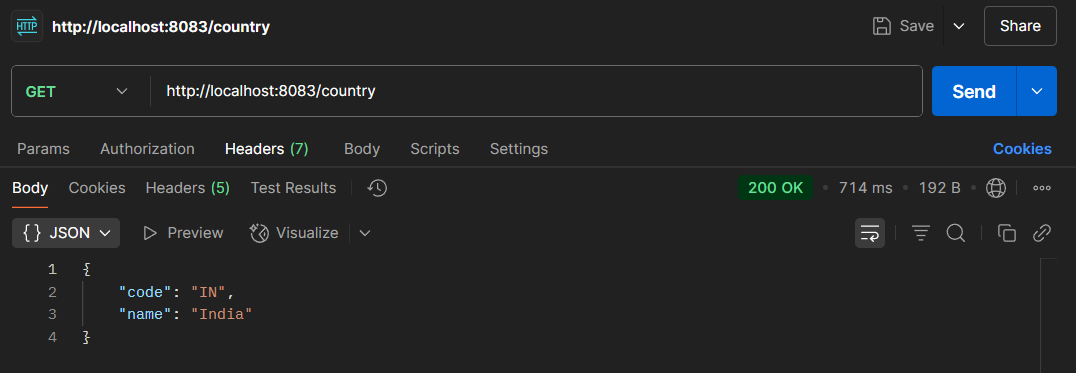 HTTP http://localhost:8083/country Save Share
GET http://localhost:8083/country Send
Params Authorization Headers (7) Body Scripts Settings Cookies
Body Cookies Headers (5) Test Results 200 OK • 714 ms • 192 B •
{} JSON Preview Visualize
1 {
2 "code": "IN",
3 "name": "India"
4 }